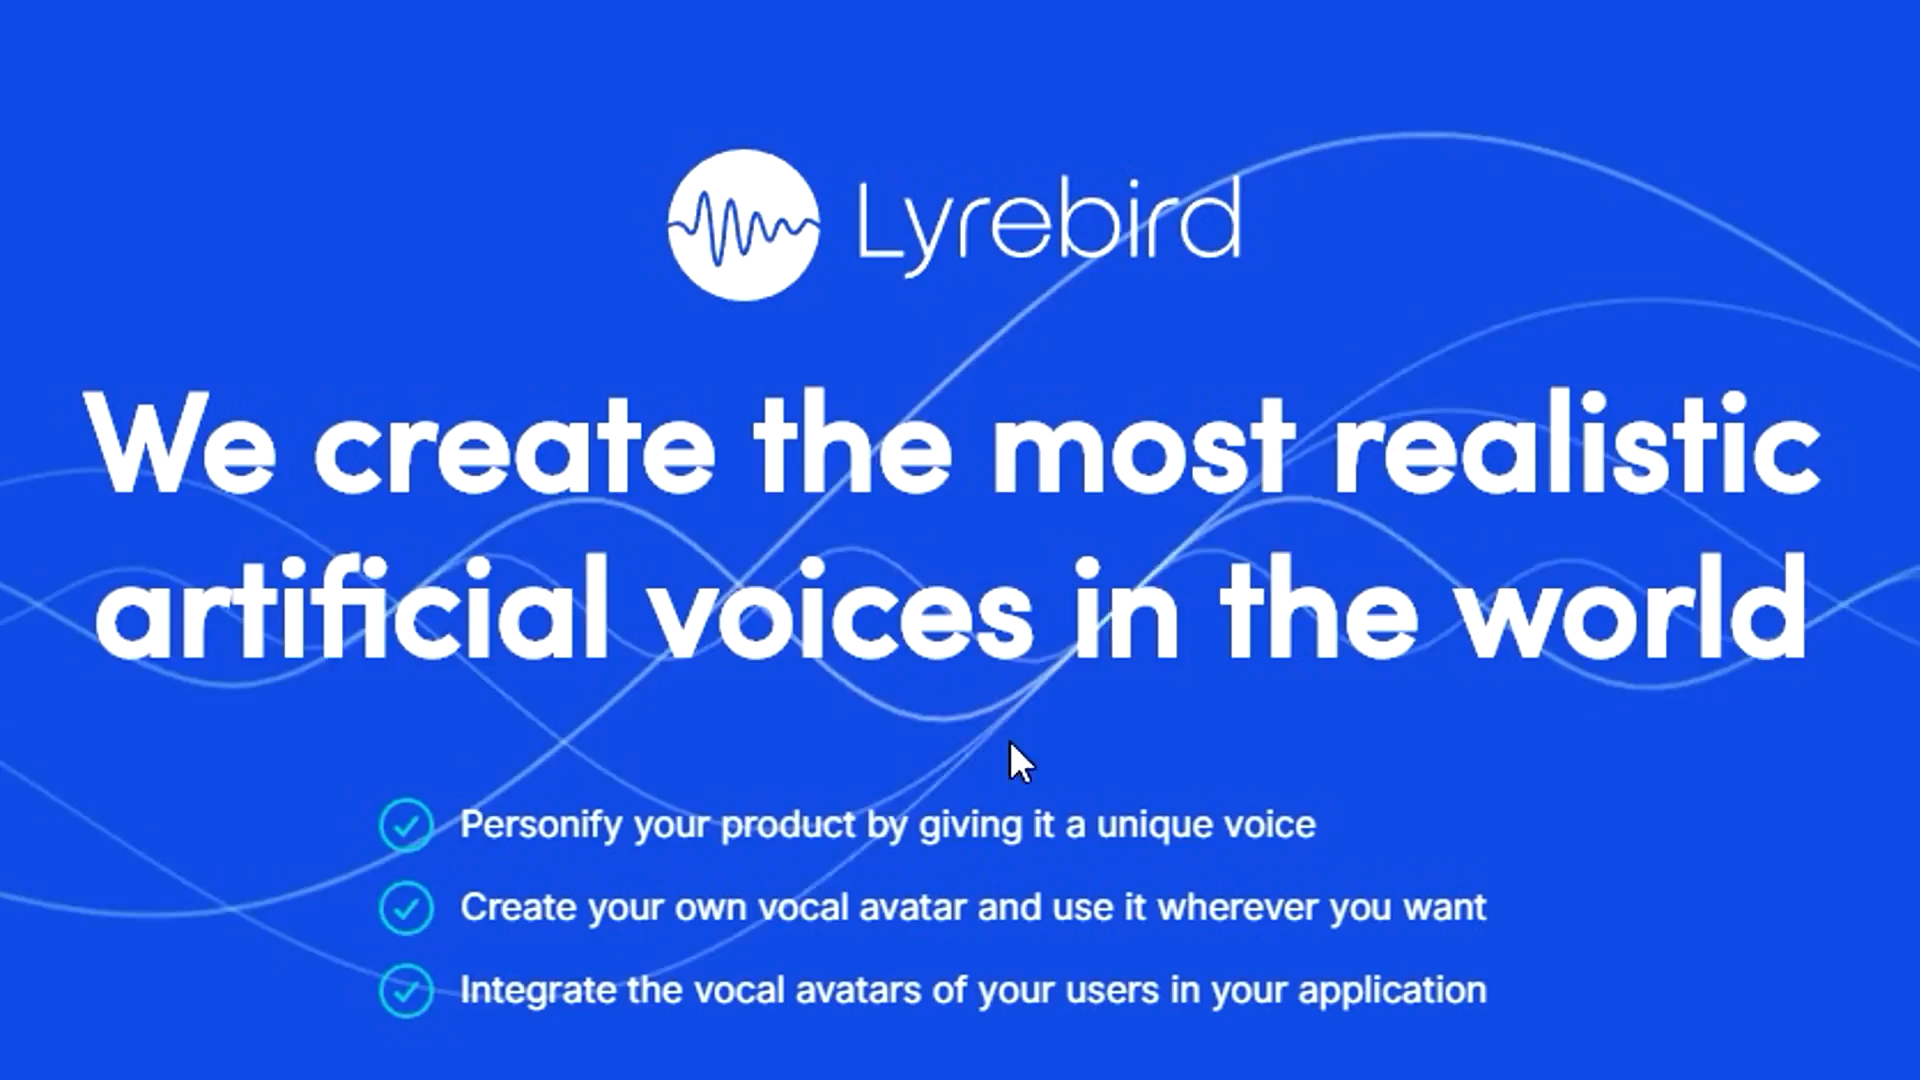 Lyrebird
We create the most realistic
artificial voices in the world
Personify your product by giving it a unique voice
Create your own vocal avatar and use it wherever you want
Integrate the vocal avatars of your users in your application